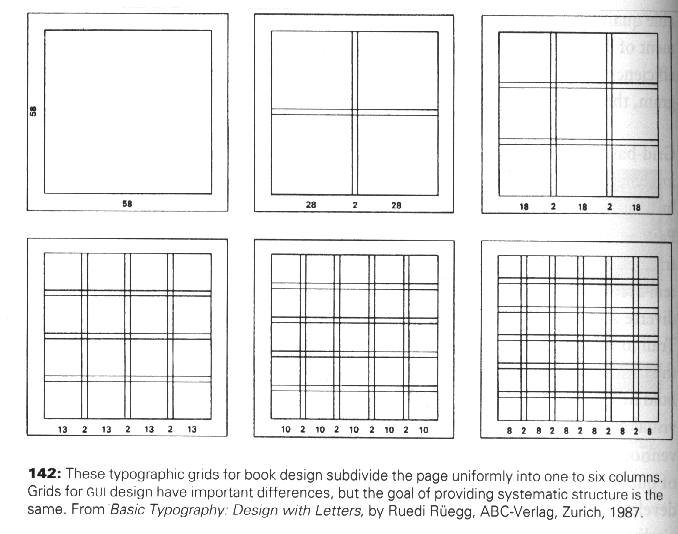 58
58
28 2 28
18 2 18 2 18
13 2 13 2 13 2 13
10 2 10 2 10 2 10 2 10
8 2 8 2 8 2 8 2 8 2 8
142: These typographic grids for book design subdivide the page uniformly into one to six columns.
Grids for GUI design have important differences, but the goal of providing systematic structure is the
same. From Basic Typography: Design with Letters, by Ruedi Rüegg, ABC-Verlag, Zurich, 1987.